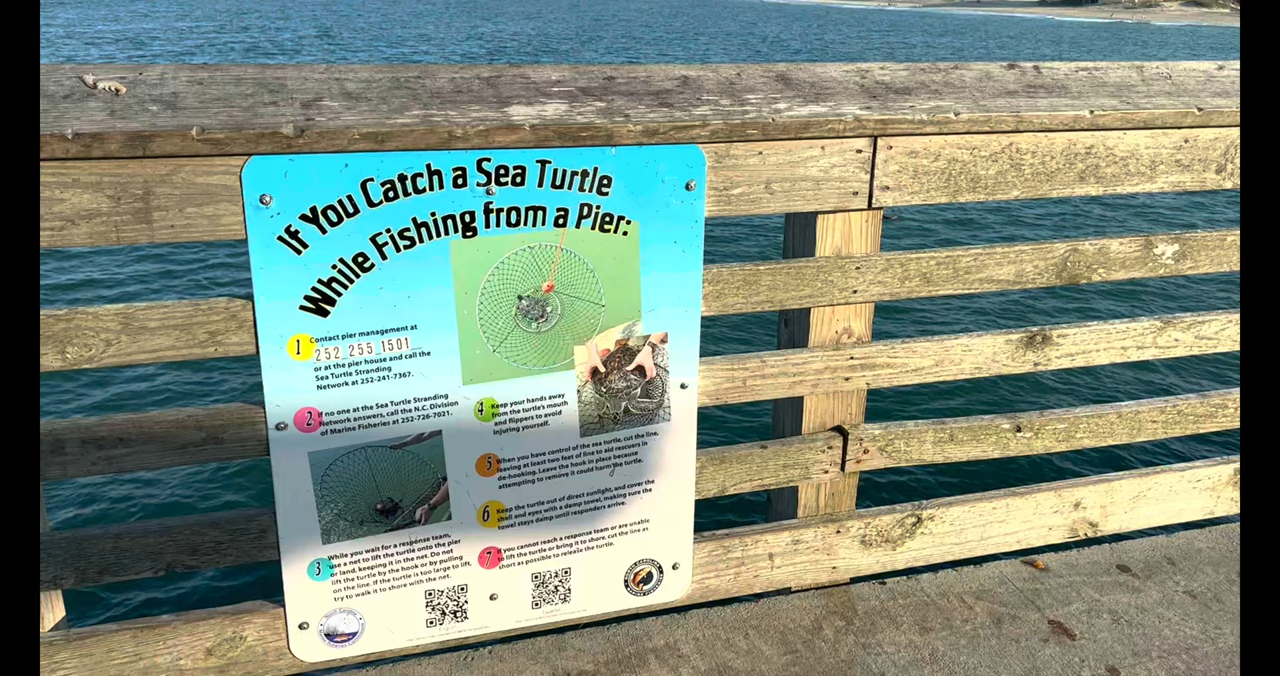 If You Catch a Sea Turtle
While Fishing from a Pier:
1
Contact pier management at
252 255 1501
or at the pier house and call the
Sea Turtle Stranding
Network at 252-241-7367.
2
If no one at the Sea Turtle Stranding
Network answers, call the N.C. Division
of Marine Fisheries at 252-726-7021.
3
While you wait for a response team,
use a net to lift the turtle onto the pier
or land, keeping it in the net. Do not
lift the turtle by the hook or by pulling
on the line. If the turtle is too large to lift,
try to walk it to shore with the net.
4
Keep your hands away
from the turtle's mouth
and flippers to avoid
injuring yourself.
5
When you have control of the sea turtle, cut the line,
leaving at least two feet of line to aid rescuers in
de-hooking. Leave the hook in place because
attempting to remove it could harm the turtle.
6
Keep the turtle out of direct sunlight, and cover the
shell and eyes with a damp towel, making sure the
towel stays damp until responders arrive.
7
If you cannot reach a response team or are unable
to lift the turtle or bring it to shore, cut the line as
short as possible to release the turtle.
North Carolina